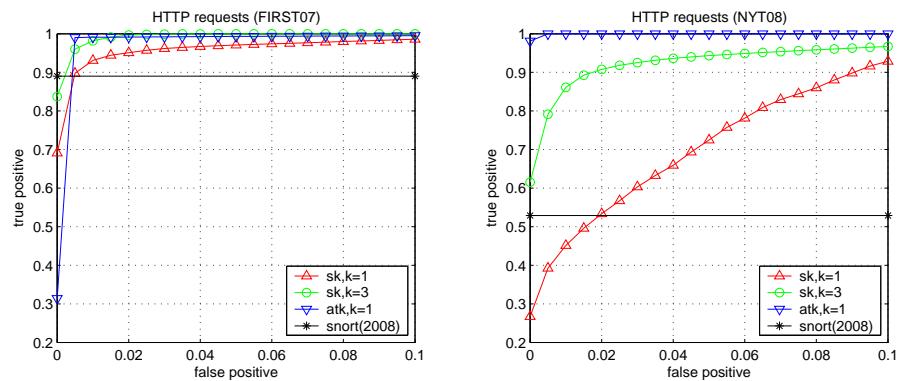 HTTP requests (FIRST07)
1
0.9
0.8
0.7
0.6
0.5
0.4
0.3
0.2
true positive
sk,k=1
sk,k=3
atk,k=1
snort(2008)
0 0.02 0.04 0.06 0.08 0.1
false positive
HTTP requests (NYT08)
1
0.9
0.8
0.7
0.6
0.5
0.4
0.3
0.2
true positive
sk,k=1
sk,k=3
atk,k=1
snort(2008)
0 0.02 0.04 0.06 0.08 0.1
false positive